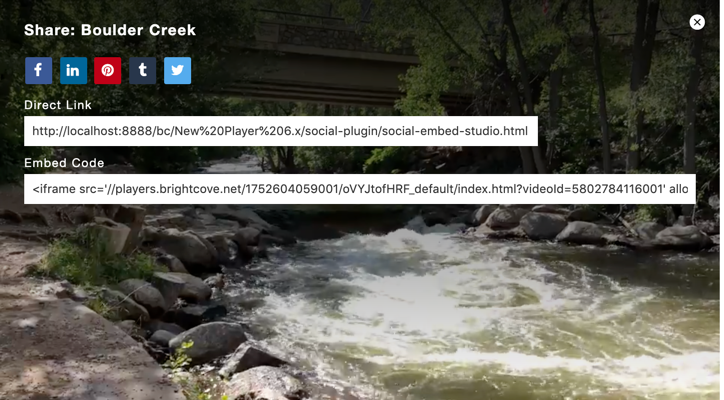 Share: Boulder Creek
f in t
Direct Link
http://localhost:8888/bc/New%20Player%206.x/social-plugin/social-embed-studio.html
Embed Code
<iframe src='//players.brightcove.net/1752604059001/oVYJtofHRF_default/index.html?videoId=5802784116001' allo